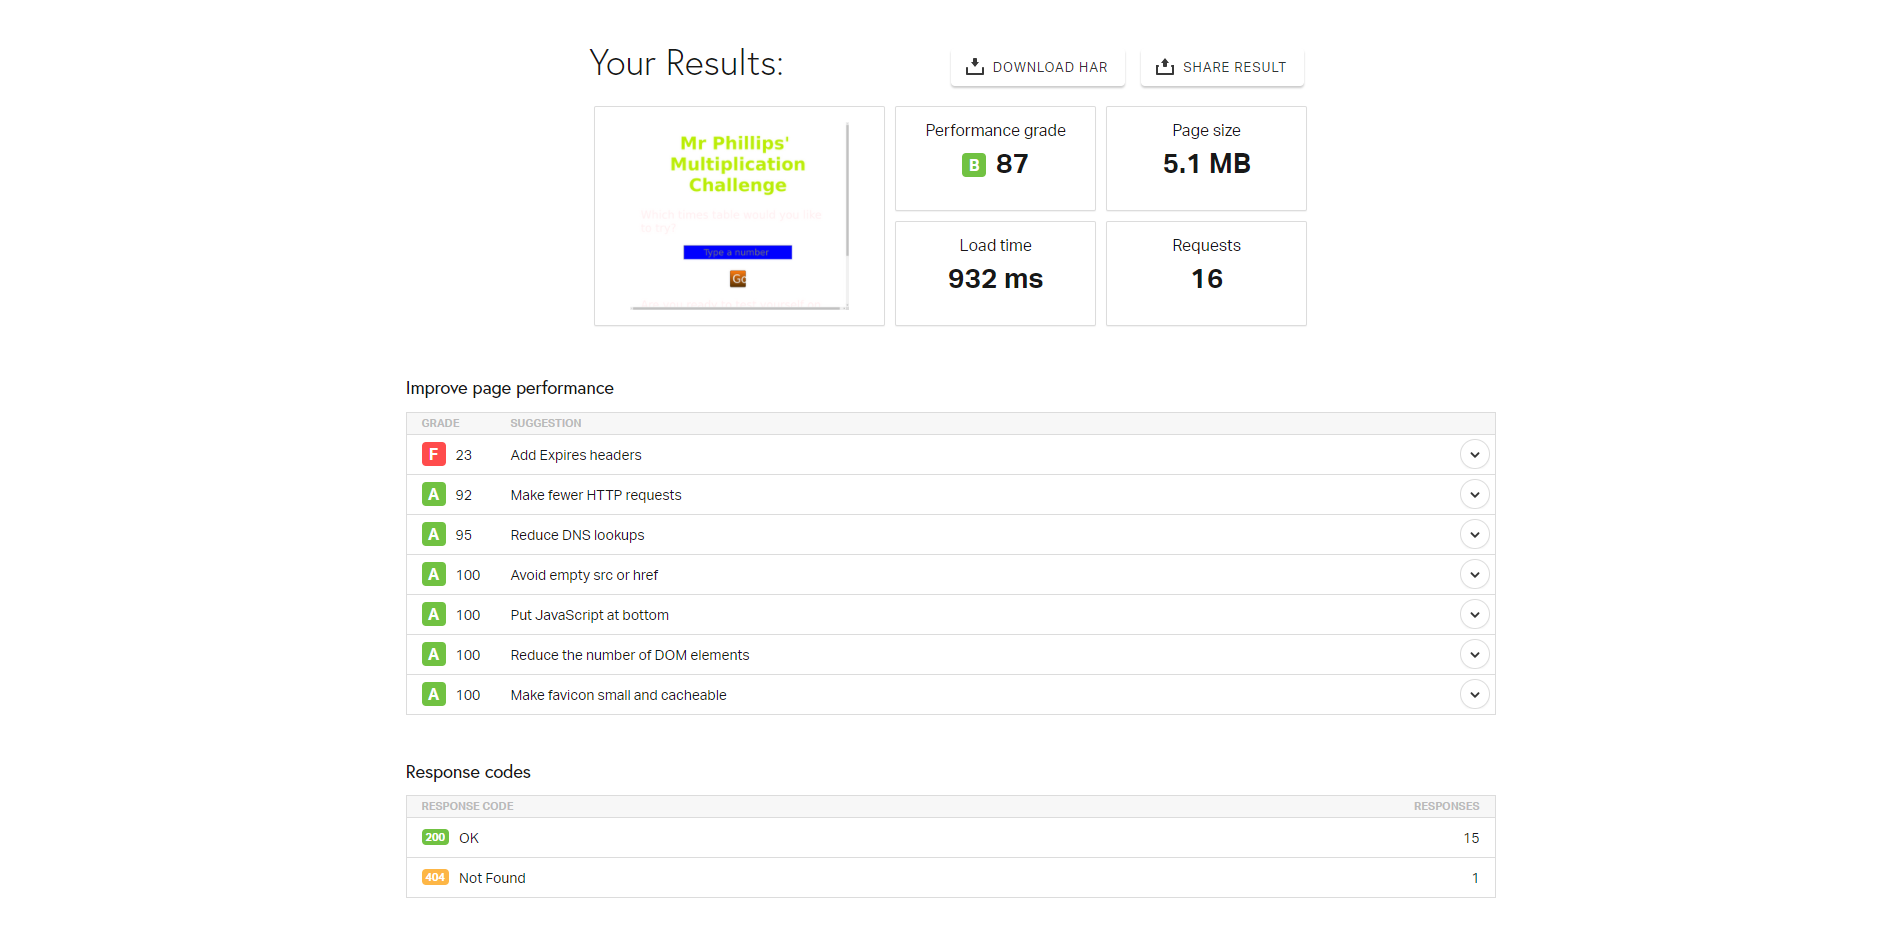 Your Results:
DOWNLOAD HAR
SHARE RESULT
Mr Phillips'
Multiplication
Challenge
Which times table would you like
to try?
Type a number
Go
Performance grade
B 87
Page size
5.1 MB
Load time
932 ms
Requests
16
Improve page performance
GRADE SUGGESTION
F 23 Add Expires headers
A 92 Make fewer HTTP requests
A 95 Reduce DNS lookups
A 100 Avoid empty src or href
A 100 Put JavaScript at bottom
A 100 Reduce the number of DOM elements
A 100 Make favicon small and cacheable
Response codes
RESPONSE CODE RESPONSES
200 OK 15
404 Not Found 1